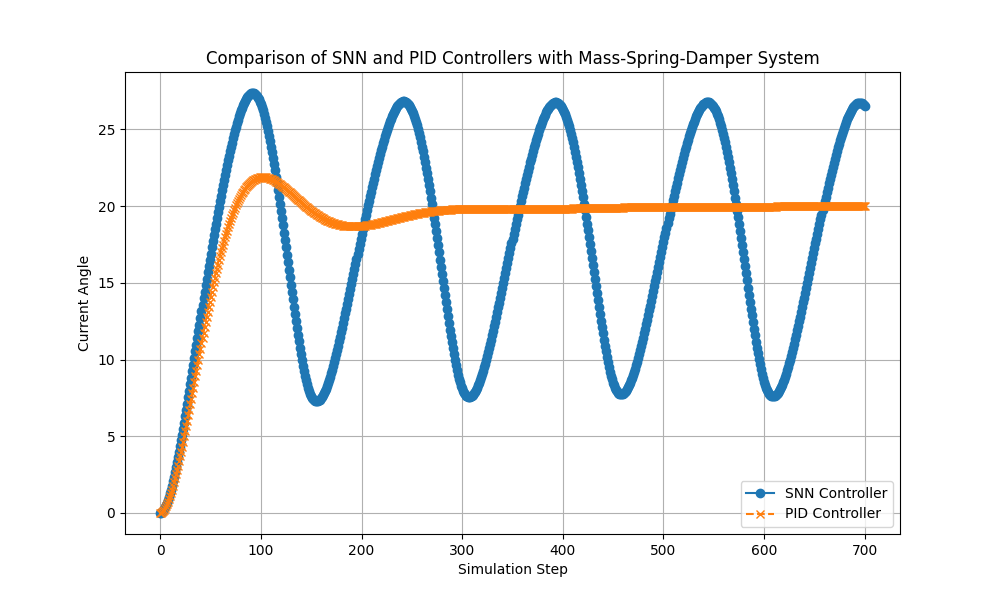 Comparison of SNN and PID Controllers with Mass-Spring-Damper System
Current Angle
25
20
15
10
5
0
0 100 200 300 400 500 600 700
Simulation Step
SNN Controller
PID Controller